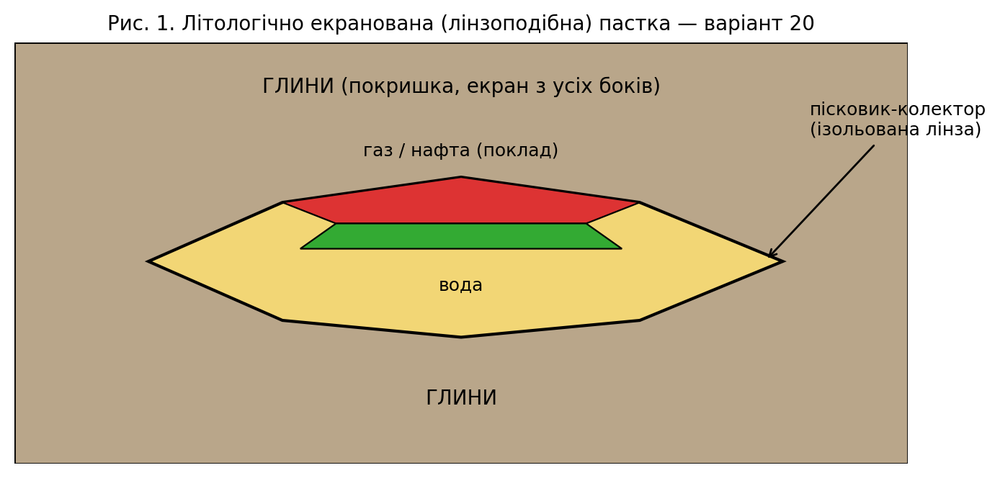 Рис. 1. Літологічно екранована (лінзоподібна) пастка — варіант 20
ГЛИНИ (покришка, екран з усіх боків)
пісковик-колектор
(ізольована лінза)
газ / нафта (поклад)
вода
ГЛИНИ